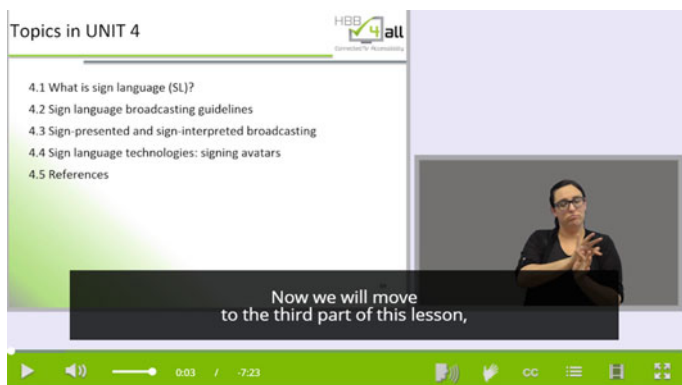 Topics in UNIT 4
HBB
4all
Connected TV Accessibility
4.1 What is sign language (SL)?
4.2 Sign language broadcasting guidelines
4.3 Sign-presented and sign-interpreted broadcasting
4.4 Sign language technologies: signing avatars
4.5 References
Now we will move
to the third part of this lesson,
0:03 / -7:23
CC